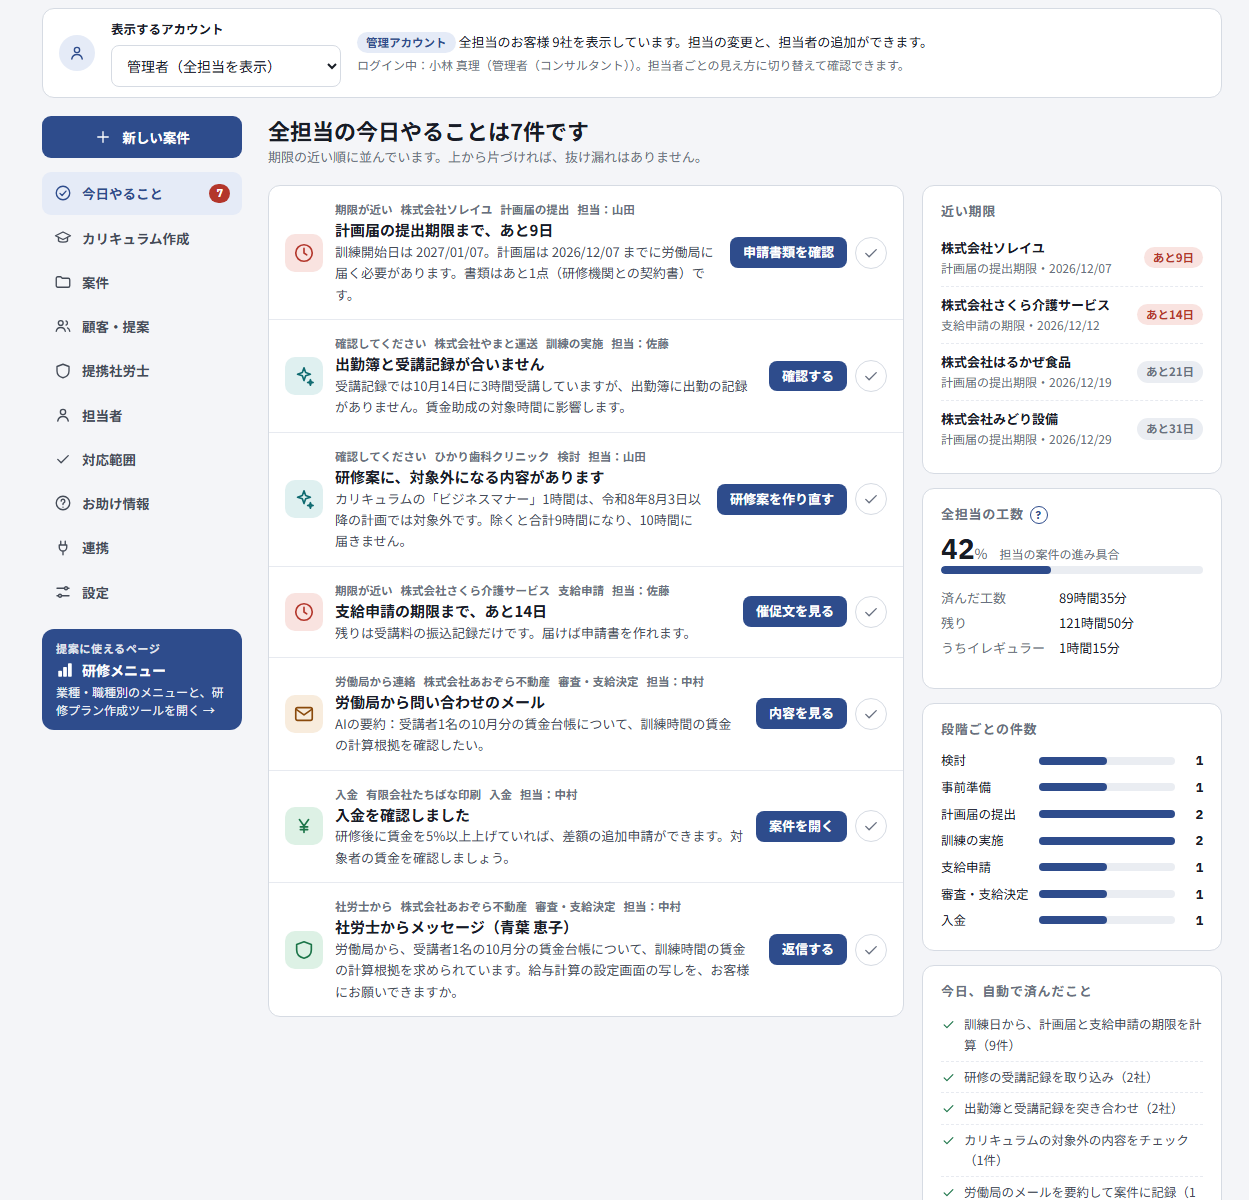 表示するアカウント
管理者（全担当を表示）
管理アカウント 全担当のお客様 9社を表示しています。担当の変更と、担当者の追加ができます。
ログイン中：小林 真理（管理者（コンサルタント））。担当者ごとの見え方に切り替えて確認できます。
新しい案件
今日やること 7
カリキュラム作成
案件
顧客・提案
提携社労士
担当者
対応範囲
お助け情報
連携
設定
提案に使えるページ
研修メニュー
業種・職種別のメニューと、研
修プラン作成ツールを開く →
全担当の今日やることは7件です
期限の近い順に並んでいます。上から片づければ、抜け漏れはありません。
期限が近い 株式会社ソレイユ 計画届の提出 担当：山田
計画届の提出期限まで、あと9日
訓練開始日は 2027/01/07。計画届は 2026/12/07 までに労働局に
届く必要があります。書類はあと1点（研修機関との契約書）で
す。
申請書類を確認
確認してください 株式会社やまと運送 訓練の実施 担当：佐藤
出勤簿と受講記録が合いません
受講記録では10月14日に3時間受講していますが、出勤簿に出勤の記録
がありません。賃金助成の対象時間に影響します。
確認する
確認してください ひかり歯科クリニック 検討 担当：山田
研修案に、対象外になる内容があります
カリキュラムの「ビジネスマナー」1時間は、令和8年8月3日以
降の計画では対象外です。除くと合計9時間になり、10時間に
届きません。
研修案を作り直す
期限が近い 株式会社さくら介護サービス 支給申請 担当：佐藤
支給申請の期限まで、あと14日
残りは受講料の振込記録だけです。届けば申請書を作れます。
催促文を見る
労働局から連絡 株式会社あおぞら不動産 審査・支給決定 担当：中村
労働局から問い合わせのメール
AIの要約：受講者1名の10月分の賃金台帳について、訓練時間の賃金
の計算根拠を確認したい。
内容を見る
入金 有限会社たちばな印刷 入金 担当：中村
入金を確認しました
研修後に賃金を5%以上上げていれば、差額の追加申請ができます。対
象者の賃金を確認しましょう。
案件を開く
社労士から 株式会社あおぞら不動産 審査・支給決定 担当：中村
社労士からメッセージ（青葉 恵子）
労働局から、受講者1名の10月分の賃金台帳について、訓練時間の賃金
の計算根拠を求められています。給与計算の設定画面の写しを、お客様
にお願いできますか。
返信する
近い期限
株式会社ソレイユ
計画届の提出期限・2026/12/07
あと9日
株式会社さくら介護サービス
支給申請の期限・2026/12/12
あと14日
株式会社はるかぜ食品
計画届の提出期限・2026/12/19
あと21日
株式会社みどり設備
計画届の提出期限・2026/12/29
あと31日
全担当の工数 ?
42% 担当の案件の進み具合
済んだ工数 89時間35分
残り 121時間50分
うちイレギュラー 1時間15分
段階ごとの件数
検討 1
事前準備 1
計画届の提出 2
訓練の実施 2
支給申請 1
審査・支給決定 1
入金 1
今日、自動で済んだこと
訓練日から、計画届と支給申請の期限を計
算（9件）
研修の受講記録を取り込み（2社）
出勤簿と受講記録を突き合わせ（2社）
カリキュラムの対象外の内容をチェック
（1件）
労働局のメールを要約して案件に記録（1